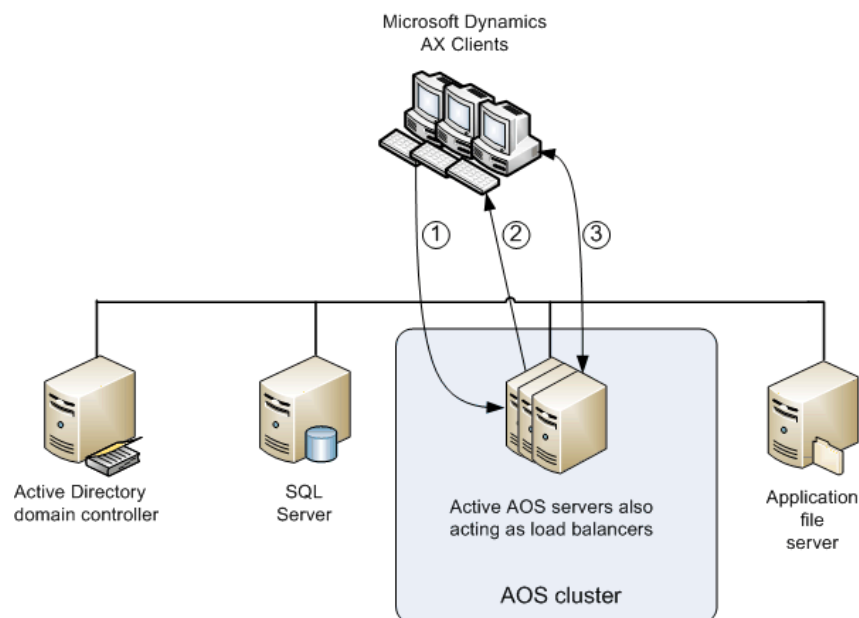 Microsoft Dynamics
AX Clients
1
2
3
Active Directory
domain controller
SQL
Server
Active AOS servers also
acting as load balancers
Application
file
server
AOS cluster